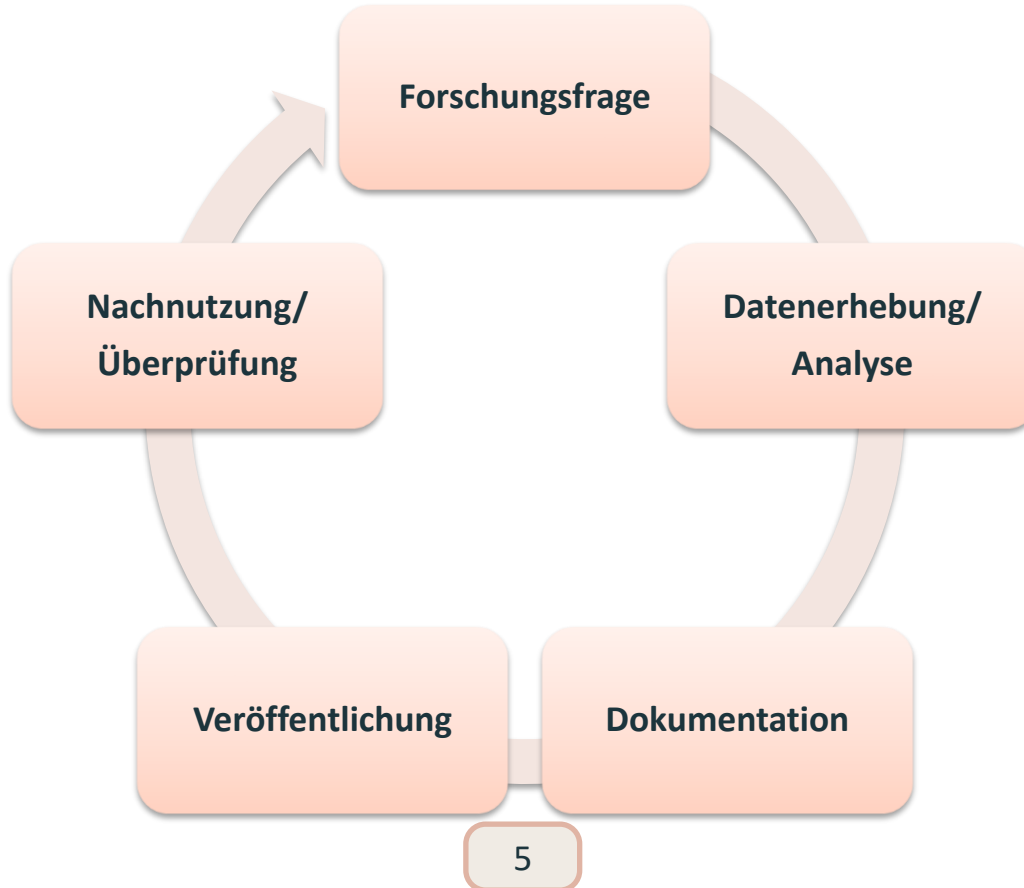 Forschungsfrage
Datenerhebung/
Analyse
Dokumentation
Veröffentlichung
Nachnutzung/
Überprüfung
5